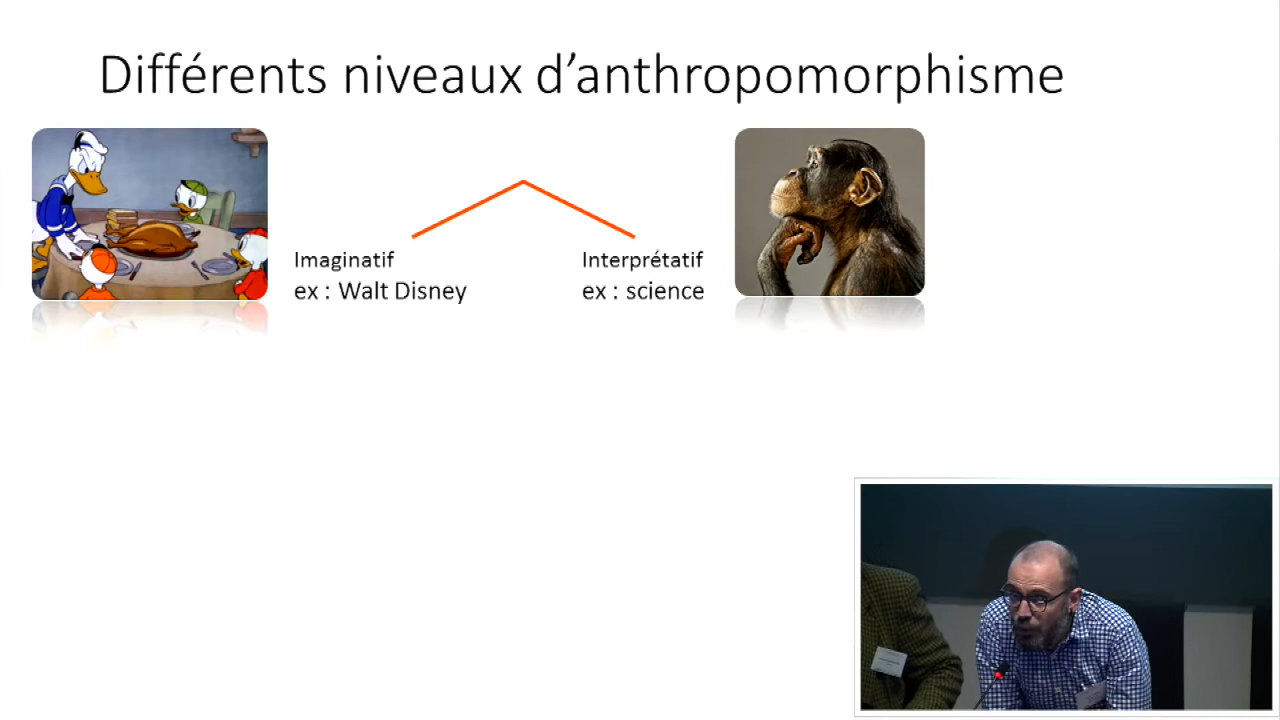 Différents niveaux d’anthropomorphisme
Imaginatif
ex : Walt Disney
Interprétatif
ex : science